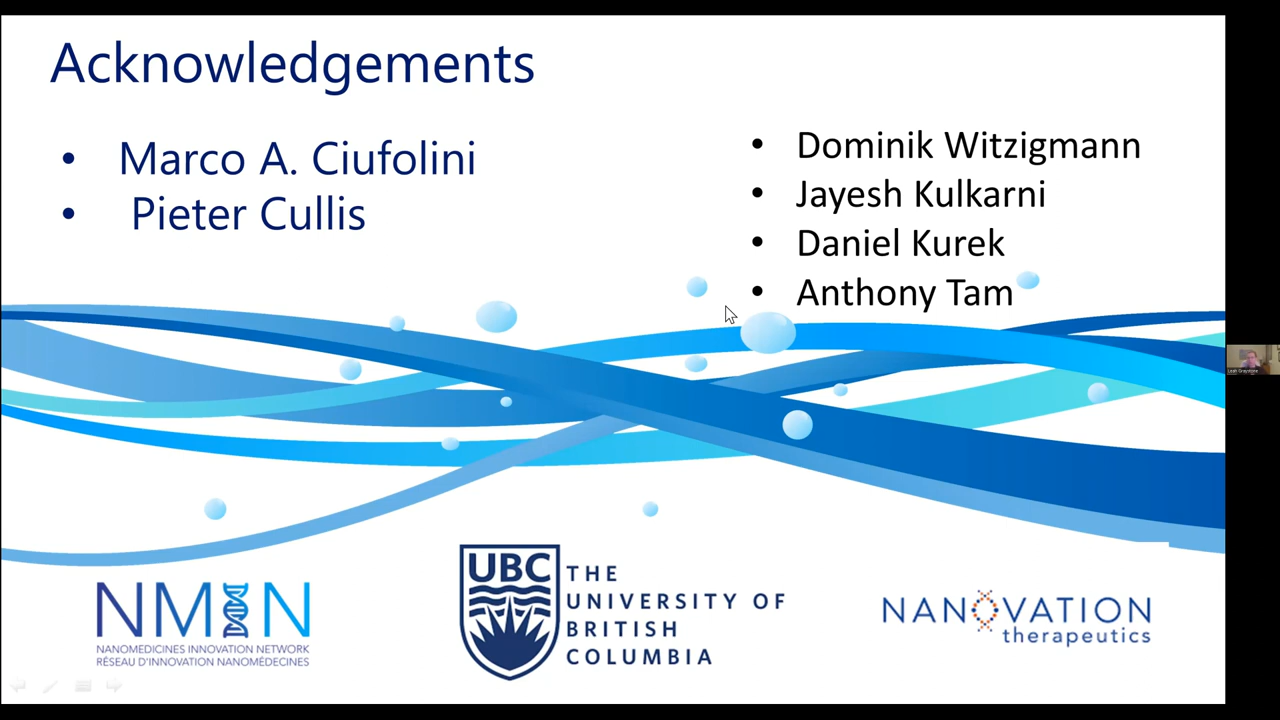 Acknowledgements
• Marco A. Ciufolini
• Pieter Cullis
• Dominik Witzigmann
• Jayesh Kulkarni
• Daniel Kurek
• Anthony Tam
NMIN
NANOMEDICINES INNOVATION NETWORK
RÉSEAU D'INNOVATION NANOMÉDECINES
UBC
THE
UNIVERSITY OF
BRITISH
COLUMBIA
NANOVATION
therapeutics